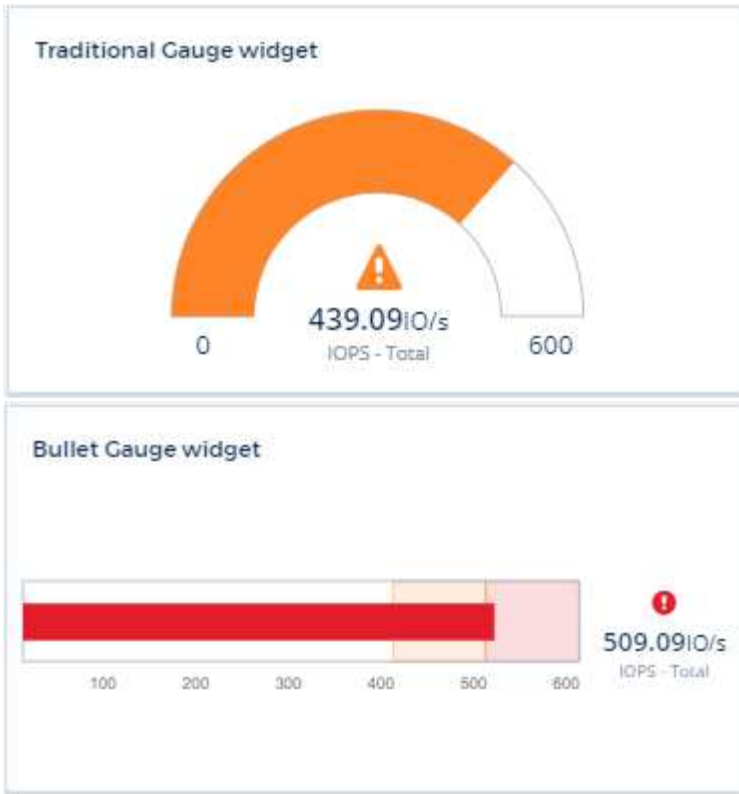 Traditional Gauge widget
439.09IO/s
0
IOPS - Total
600
Bullet Gauge widget
509.09IO/s
IOPS - Total
100 200 300 400 500 600